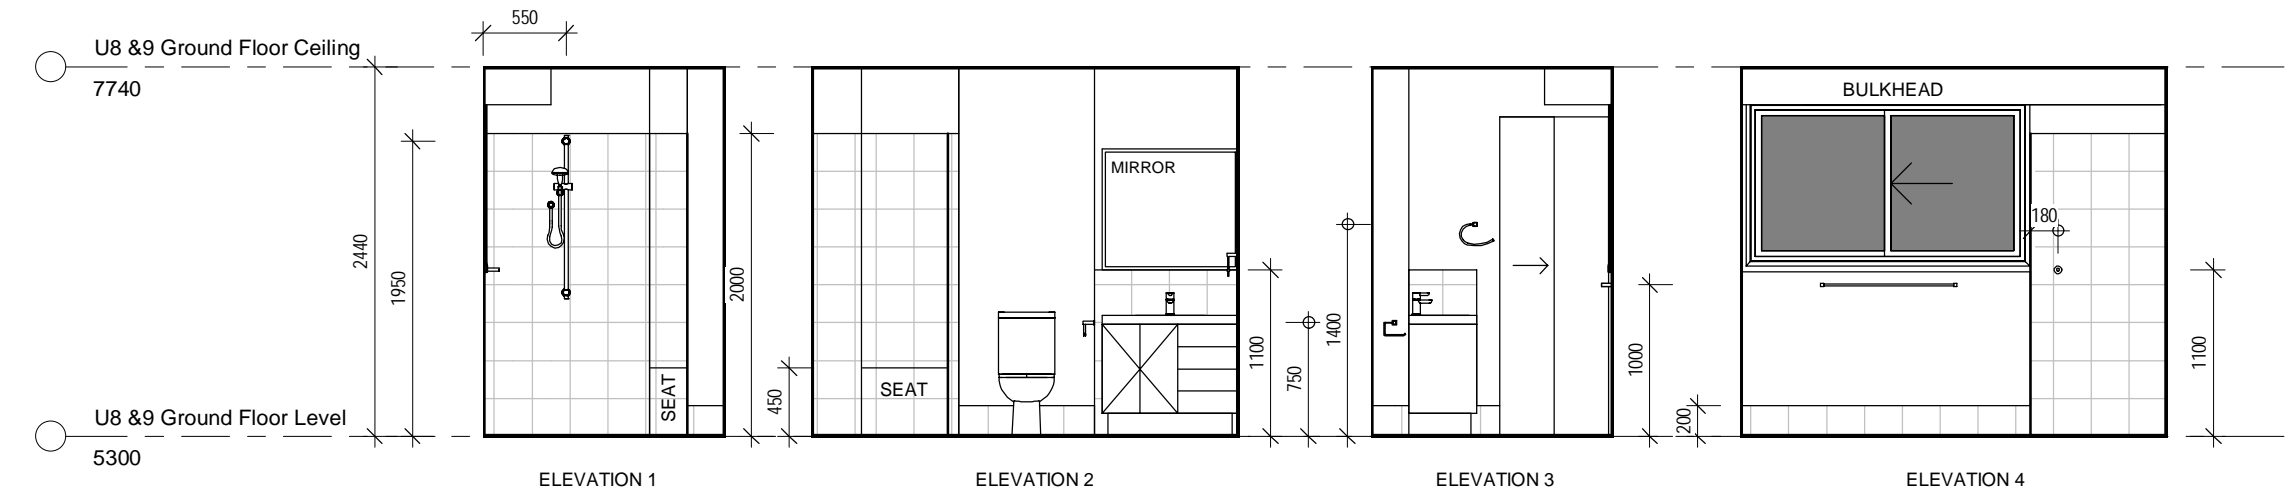 550
U8 &9 Ground Floor Ceiling
7740
BULKHEAD
MIRROR
180
2440
1950
2000
1400
1100
750
1000
1100
450
200
SEAT
SEAT
U8 &9 Ground Floor Level
5300
ELEVATION 1
ELEVATION 2
ELEVATION 3
ELEVATION 4